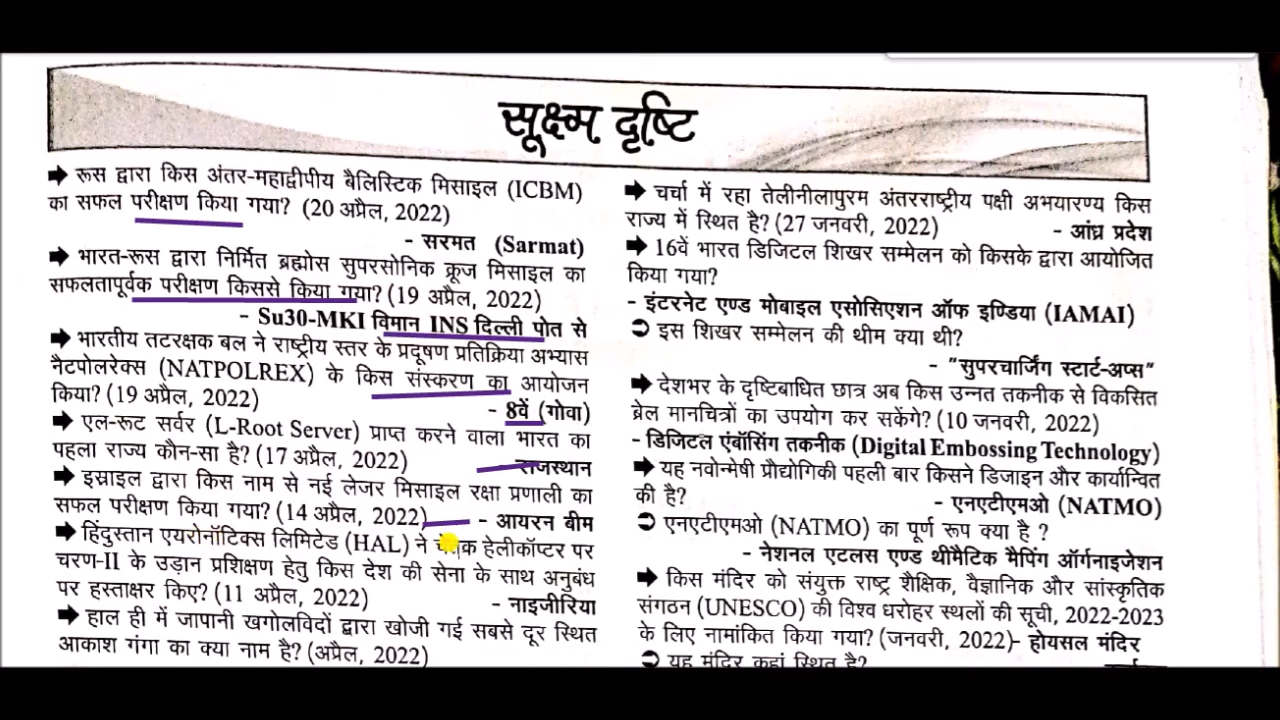 सूक्ष्म दृष्टि
➡ रूस द्वारा किस अंतर-महाद्वीपीय बैलिस्टिक मिसाइल (ICBM)
का सफल परीक्षण किया गया? (20 अप्रैल, 2022)
- सरमत (Sarmat)
➡ भारत-रूस द्वारा निर्मित ब्रह्मोस सुपरसोनिक क्रूज मिसाइल का
सफलतापूर्वक परीक्षण किससे किया गया? (19 अप्रैल, 2022)
- Su30-MKI विमान INS दिल्ली पोत से
➡ भारतीय तटरक्षक बल ने राष्ट्रीय स्तर के प्रदूषण प्रतिक्रिया अभ्यास
नैटपोलरेक्स (NATPOLREX) के किस संस्करण का आयोजन
किया? (19 अप्रैल, 2022)
- 8वें (गोवा)
➡ एल-रूट सर्वर (L-Root Server) प्राप्त करने वाला भारत का
पहला राज्य कौन-सा है? (17 अप्रैल, 2022)
- राजस्थान
➡ इस्राइल द्वारा किस नाम से नई लेजर मिसाइल रक्षा प्रणाली का
सफल परीक्षण किया गया? (14 अप्रैल, 2022)
- आयरन बीम
➡ हिंदुस्तान एयरोनॉटिक्स लिमिटेड (HAL) ने हेलीकॉप्टर पर
चरण-II के उड़ान प्रशिक्षण हेतु किस देश की सेना के साथ अनुबंध
पर हस्ताक्षर किए? (11 अप्रैल, 2022)
- नाइजीरिया
➡ हाल ही में जापानी खगोलविदों द्वारा खोजी गई सबसे दूर स्थित
आकाश गंगा का क्या नाम है? (अप्रैल, 2022)
➡ चर्चा में रहा तेलीनीलापुरम अंतरराष्ट्रीय पक्षी अभयारण्य किस
राज्य में स्थित है? (27 जनवरी, 2022)
- आंध्र प्रदेश
➡ 16वें भारत डिजिटल शिखर सम्मेलन को किसके द्वारा आयोजित
किया गया?
- इंटरनेट एण्ड मोबाइल एसोसिएशन ऑफ इण्डिया (IAMAI)
➲ इस शिखर सम्मेलन की थीम क्या थी?
- "सुपरचार्जिंग स्टार्ट-अप्स"
➡ देशभर के दृष्टिबाधित छात्र अब किस उन्नत तकनीक से विकसित
ब्रेल मानचित्रों का उपयोग कर सकेंगे? (10 जनवरी, 2022)
- डिजिटल एंबॉसिंग तकनीक (Digital Embossing Technology)
➡ यह नवोन्मेषी प्रौद्योगिकी पहली बार किसने डिजाइन और कार्यान्वित
की है?
- एनएटीएमओ (NATMO)
➲ एनएटीएमओ (NATMO) का पूर्ण रूप क्या है ?
- नेशनल एटलस एण्ड थीमैटिक मैपिंग ऑर्गनाइजेशन
➡ किस मंदिर को संयुक्त राष्ट्र शैक्षिक, वैज्ञानिक और सांस्कृतिक
संगठन (UNESCO) की विश्व धरोहर स्थलों की सूची, 2022-2023
के लिए नामांकित किया गया? (जनवरी, 2022)- होयसल मंदिर
➲ यह मंदिर कहां स्थित है?